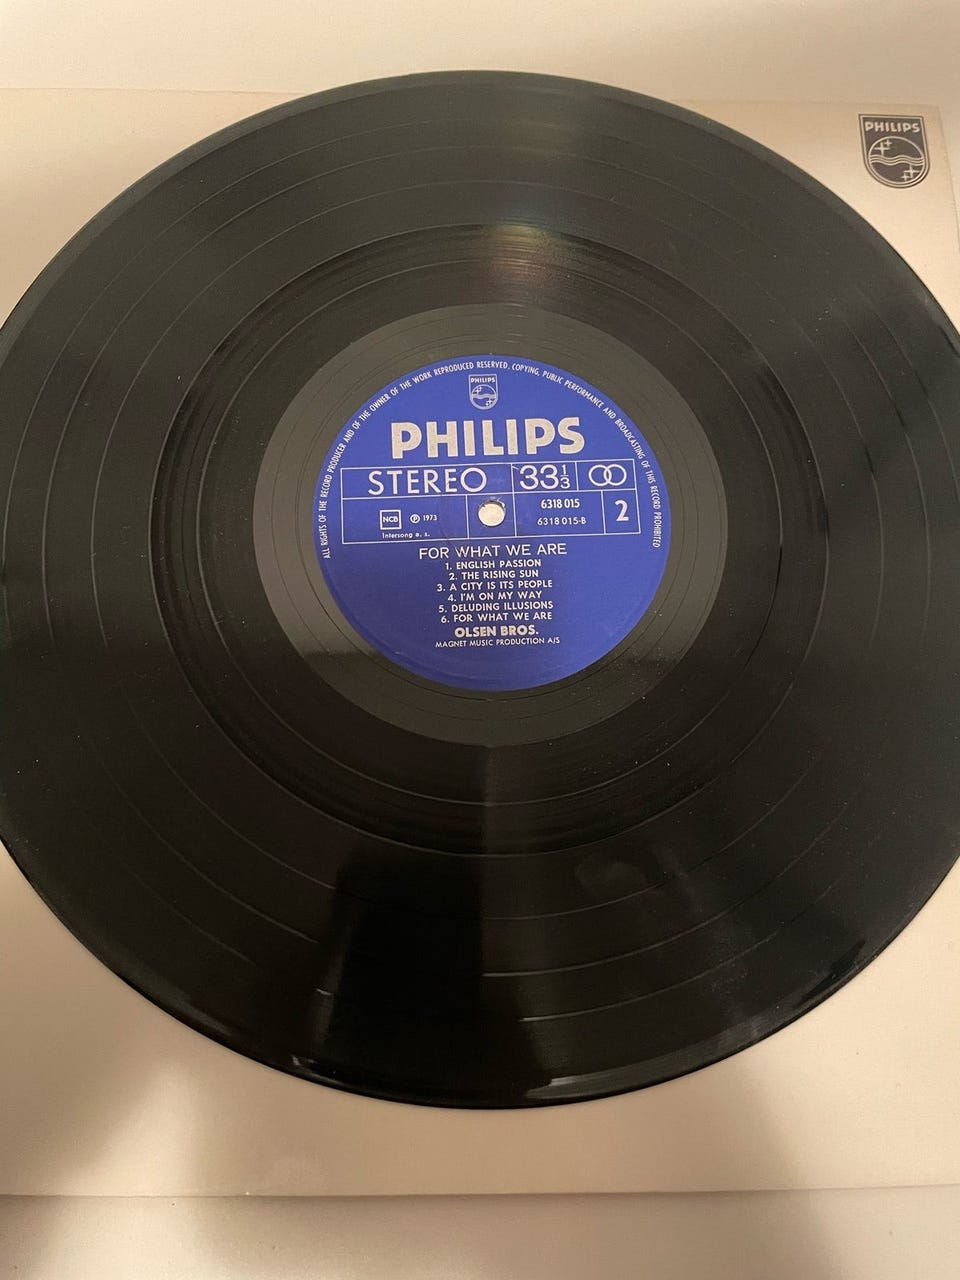 PHILIPS
ALL RIGHTS OF THE RECORD PRODUCER AND OF THE OWNER OF THE WORK REPRODUCED RESERVED. COPYING, PUBLIC PERFORMANCE AND BROADCASTING OF THIS RECORD PROHIBITED
PHILIPS
PHILIPS
STEREO 33 1/3
NCB ℗ 1973 6318 015 2
6318 015-B
Intersong a. s.
FOR WHAT WE ARE
1. ENGLISH PASSION
2. THE RISING SUN
3. A CITY IS ITS PEOPLE
4. I'M ON MY WAY
5. DELUDING ILLUSIONS
6. FOR WHAT WE ARE
OLSEN BROS.
MAGNET MUSIC PRODUCTION A/S